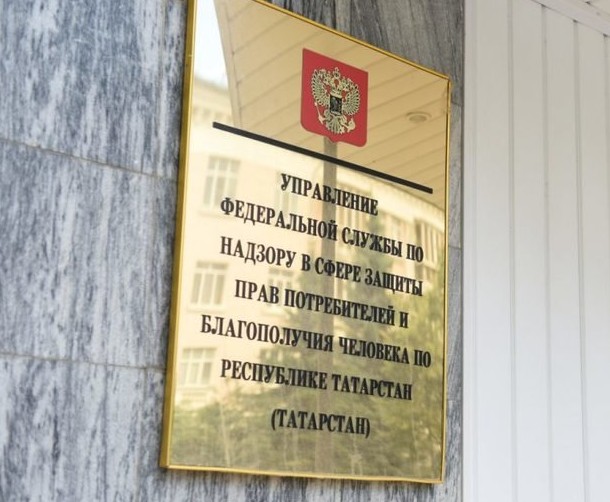 УПРАВЛЕНИЕ
ФЕДЕРАЛЬНОЙ СЛУЖБЫ ПО
НАДЗОРУ В СФЕРЕ ЗАЩИТЫ
ПРАВ ПОТРЕБИТЕЛЕЙ И
БЛАГОПОЛУЧИЯ ЧЕЛОВЕКА ПО
РЕСПУБЛИКЕ ТАТАРСТАН
(ТАТАРСТАН)